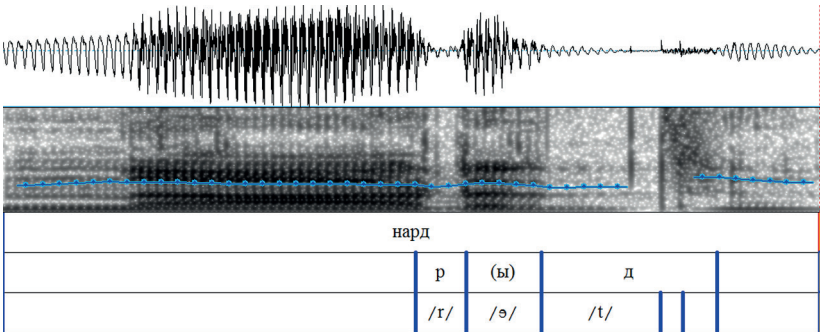 нард
р (ы) д
/r/ /ə/ /t/